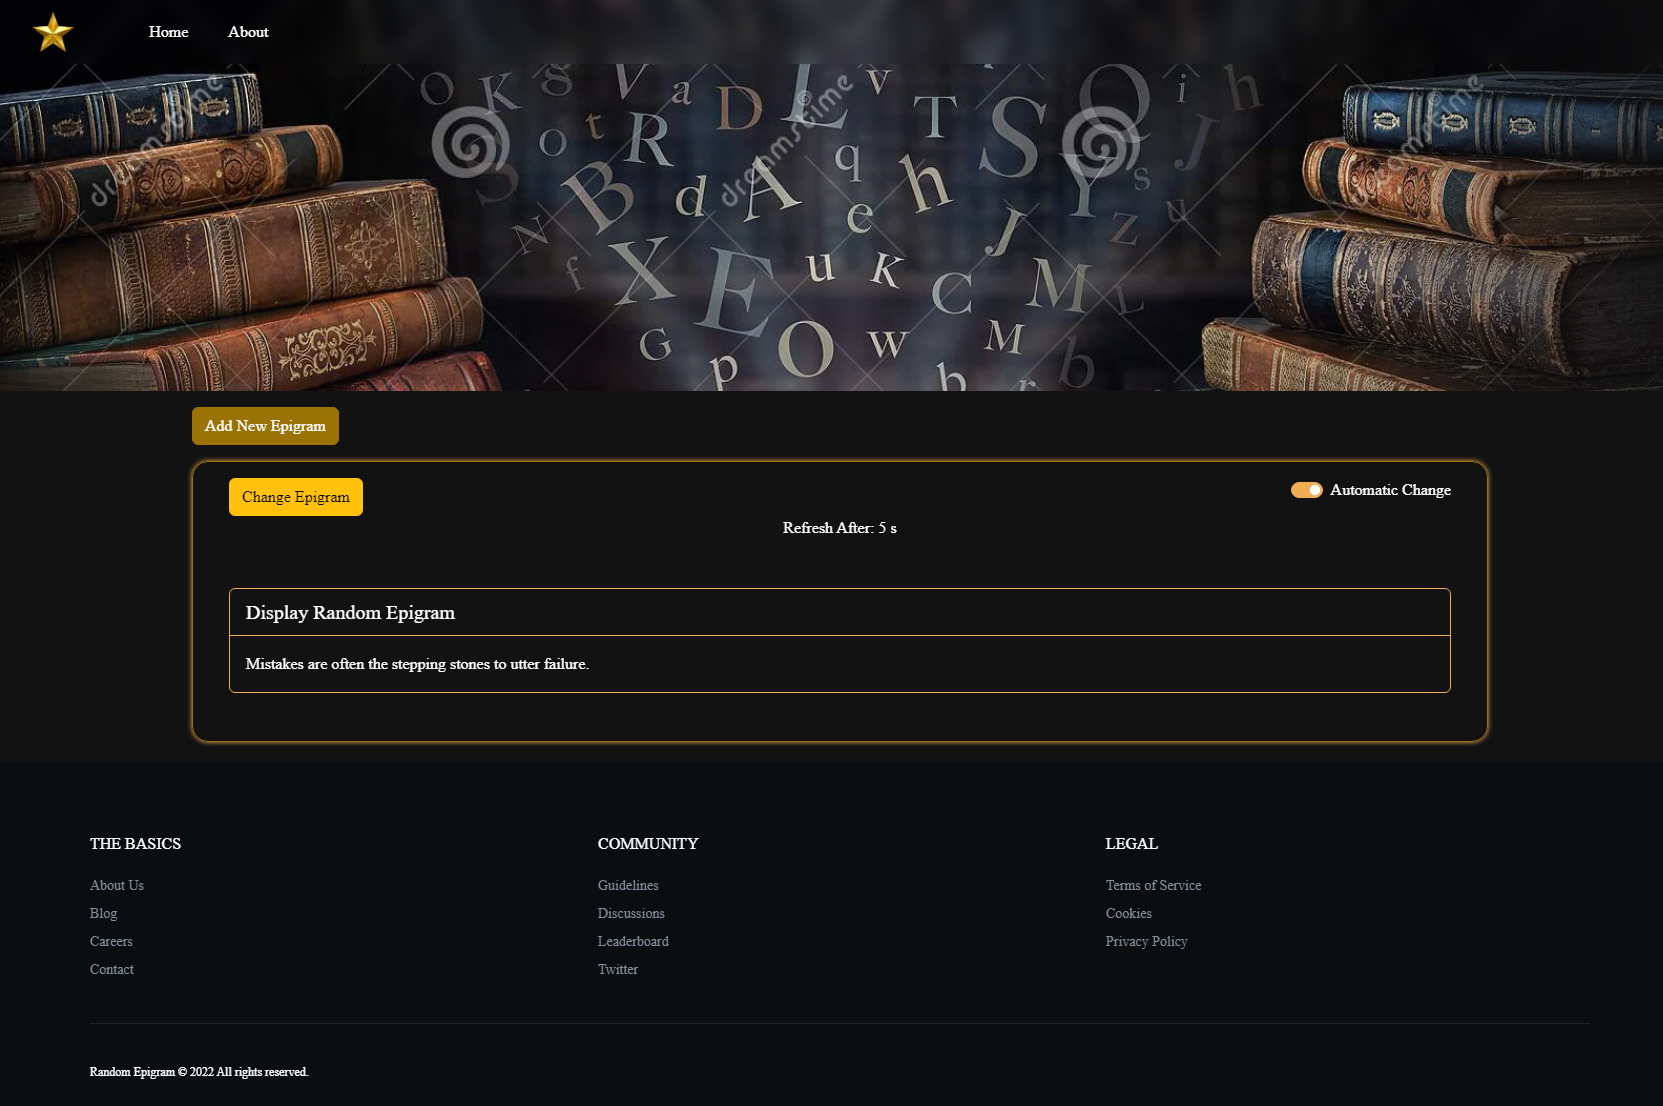 Home About
dreamstime dreamstime
Add New Epigram
Change Epigram
Automatic Change
Refresh After: 5 s
Display Random Epigram
Mistakes are often the stepping stones to utter failure.
THE BASICS
COMMUNITY
LEGAL
About Us
Guidelines
Terms of Service
Blog
Discussions
Cookies
Careers
Leaderboard
Privacy Policy
Contact
Twitter
Random Epigram © 2022 All rights reserved.